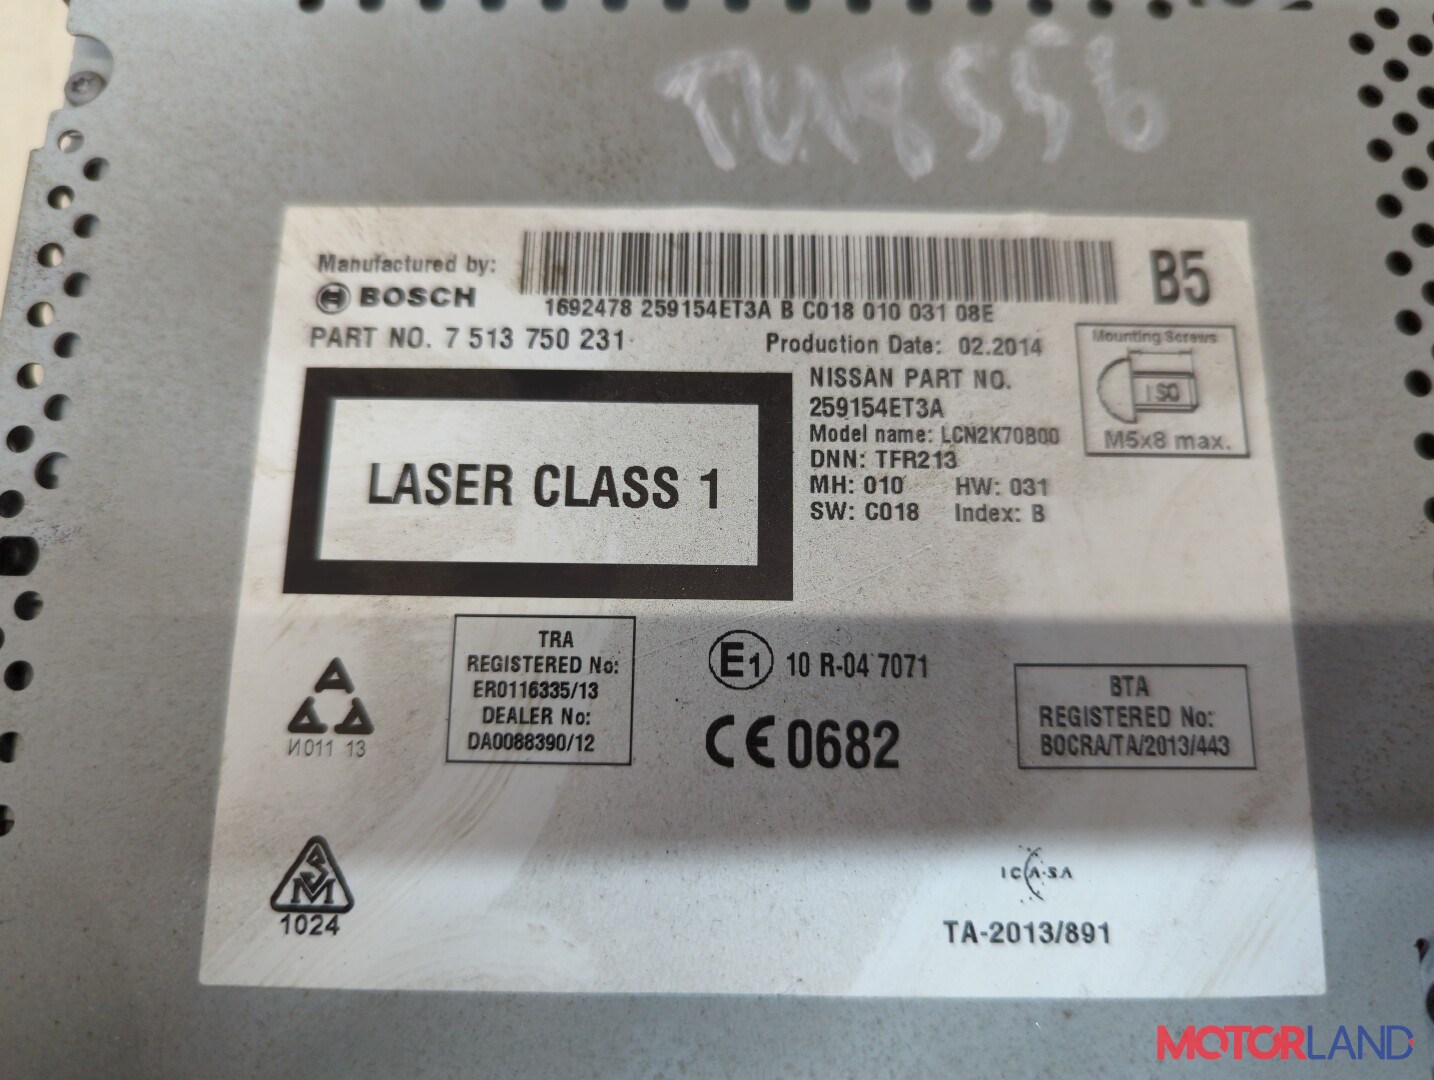 TU18556
Manufactured by:
BOSCH
1692478 259154ET3A B C018 010 031 08E
B5
PART NO. 7 513 750 231
Production Date: 02.2014
Mounting Screws
ISO
M5x8 max.
NISSAN PART NO.
259154ET3A
Model name: LCN2K70B00
DNN: TFR213
MH: 010 HW: 031
SW: C018 Index: B
LASER CLASS 1
TRA
REGISTERED No:
ER0116335/13
DEALER No:
DA0088390/12
E1 10 R-04 7071
CE 0682
BTA
REGISTERED No:
BOCRA/TA/2013/443
И011 13
SM
1024
ICASA
TA-2013/891
MOTORLAND